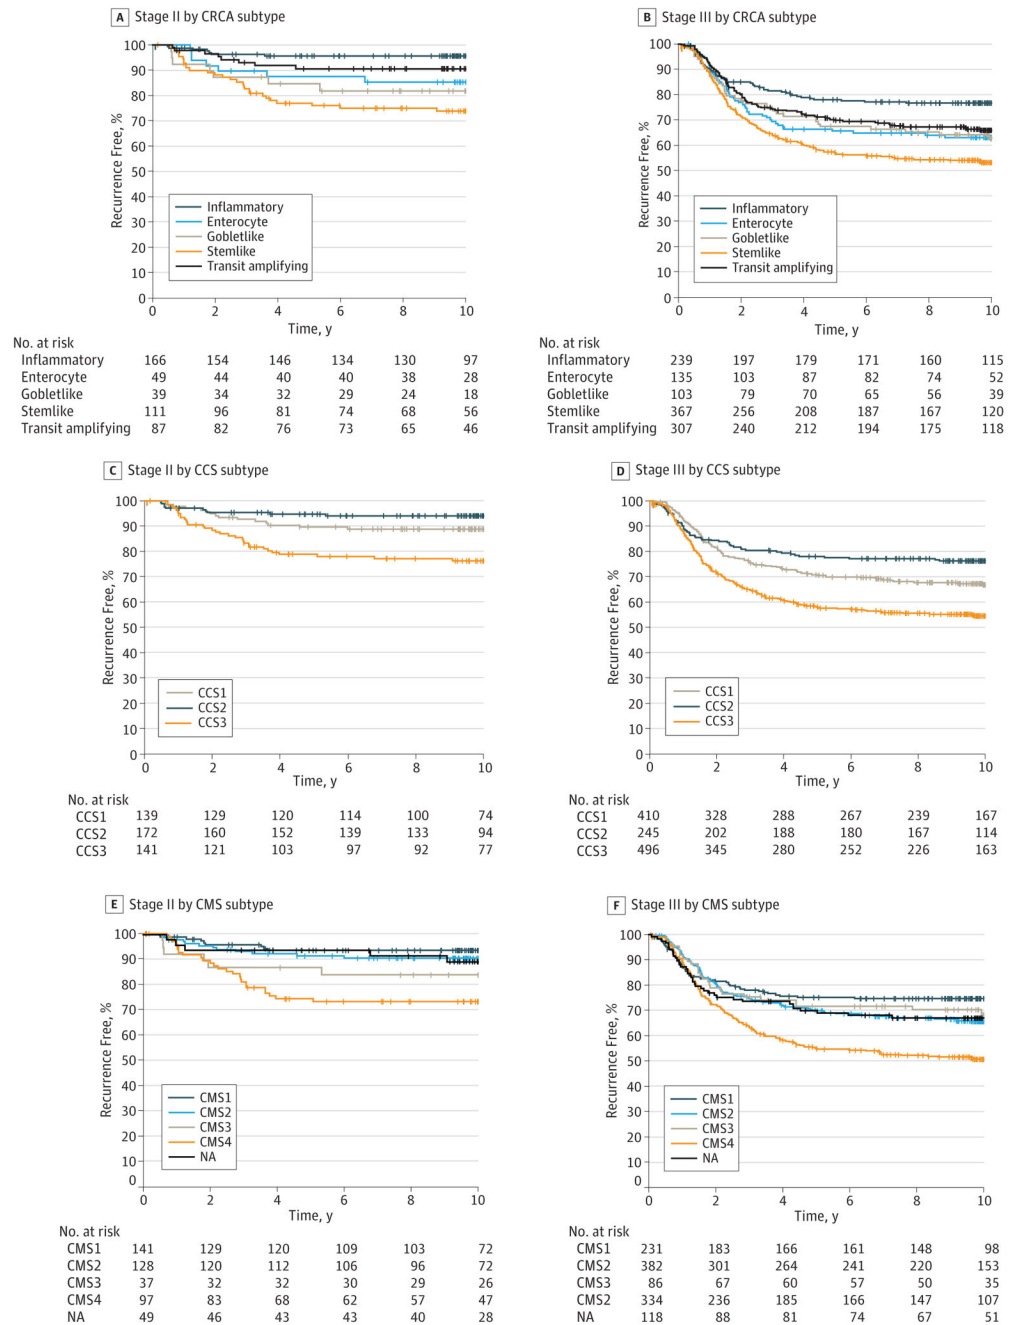 A Stage II by CRCA subtype
100
90
80
70
60
50
40
30
20
10
0
Recurrence Free, %
Inflammatory
Enterocyte
Gobletlike
Stemlike
Transit amplifying
0 2 4 6 8 10
Time, y
No. at risk
Inflammatory 166 154 146 134 130 97
Enterocyte 49 44 40 40 38 28
Gobletlike 39 34 32 29 24 18
Stemlike 111 96 81 74 68 56
Transit amplifying 87 82 76 73 65 46
B Stage III by CRCA subtype
100
90
80
70
60
50
40
30
20
10
0
Recurrence Free, %
Inflammatory
Enterocyte
Gobletlike
Stemlike
Transit amplifying
0 2 4 6 8 10
Time, y
No. at risk
Inflammatory 239 197 179 171 160 115
Enterocyte 135 103 87 82 74 52
Gobletlike 103 79 70 65 56 39
Stemlike 367 256 208 187 167 120
Transit amplifying 307 240 212 194 175 118
C Stage II by CCS subtype
100
90
80
70
60
50
40
30
20
10
0
Recurrence Free, %
CCS1
CCS2
CCS3
0 2 4 6 8 10
Time, y
No. at risk
CCS1 139 129 120 114 100 74
CCS2 172 160 152 139 133 94
CCS3 141 121 103 97 92 77
D Stage III by CCS subtype
100
90
80
70
60
50
40
30
20
10
0
Recurrence Free, %
CCS1
CCS2
CCS3
0 2 4 6 8 10
Time, y
No. at risk
CCS1 410 328 288 267 239 167
CCS2 245 202 188 180 167 114
CCS3 496 345 280 252 226 163
E Stage II by CMS subtype
100
90
80
70
60
50
40
30
20
10
0
Recurrence Free, %
CMS1
CMS2
CMS3
CMS4
NA
0 2 4 6 8 10
Time, y
No. at risk
CMS1 141 129 120 109 103 72
CMS2 128 120 112 106 96 72
CMS3 37 32 32 30 29 26
CMS4 97 83 68 62 57 47
NA 49 46 43 43 40 28
F Stage III by CMS subtype
100
90
80
70
60
50
40
30
20
10
0
Recurrence Free, %
CMS1
CMS2
CMS3
CMS4
NA
0 2 4 6 8 10
Time, y
No. at risk
CMS1 231 183 166 161 148 98
CMS2 382 301 264 241 220 153
CMS3 86 67 60 57 50 35
CMS2 334 236 185 166 147 107
NA 118 88 81 74 67 51